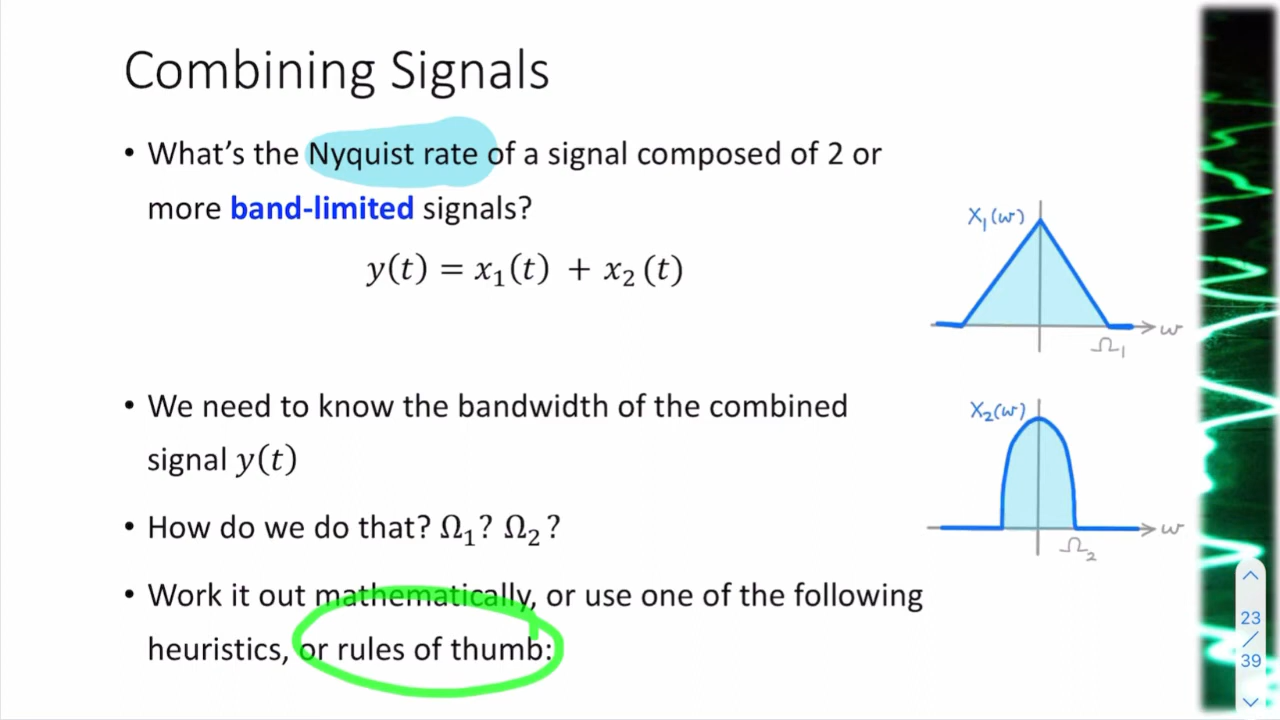 Combining Signals
• What's the Nyquist rate of a signal composed of 2 or
more band-limited signals?
y(t) = x₁(t) + x₂ (t)
X₁(w)
w
Ω₁
• We need to know the bandwidth of the combined
signal y(t)
X₂(w)
w
Ω₂
• How do we do that? Ω₁? Ω₂?
• Work it out mathematically, or use one of the following
heuristics, or rules of thumb:
23
/
39